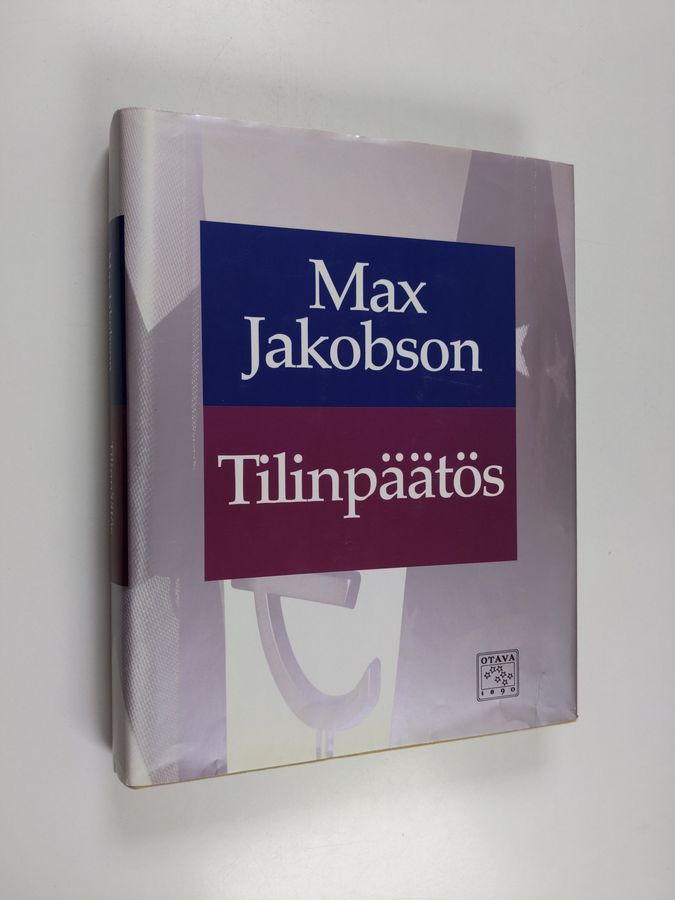 Max
Jakobson
Tilinpäätös
OTAVA
1890